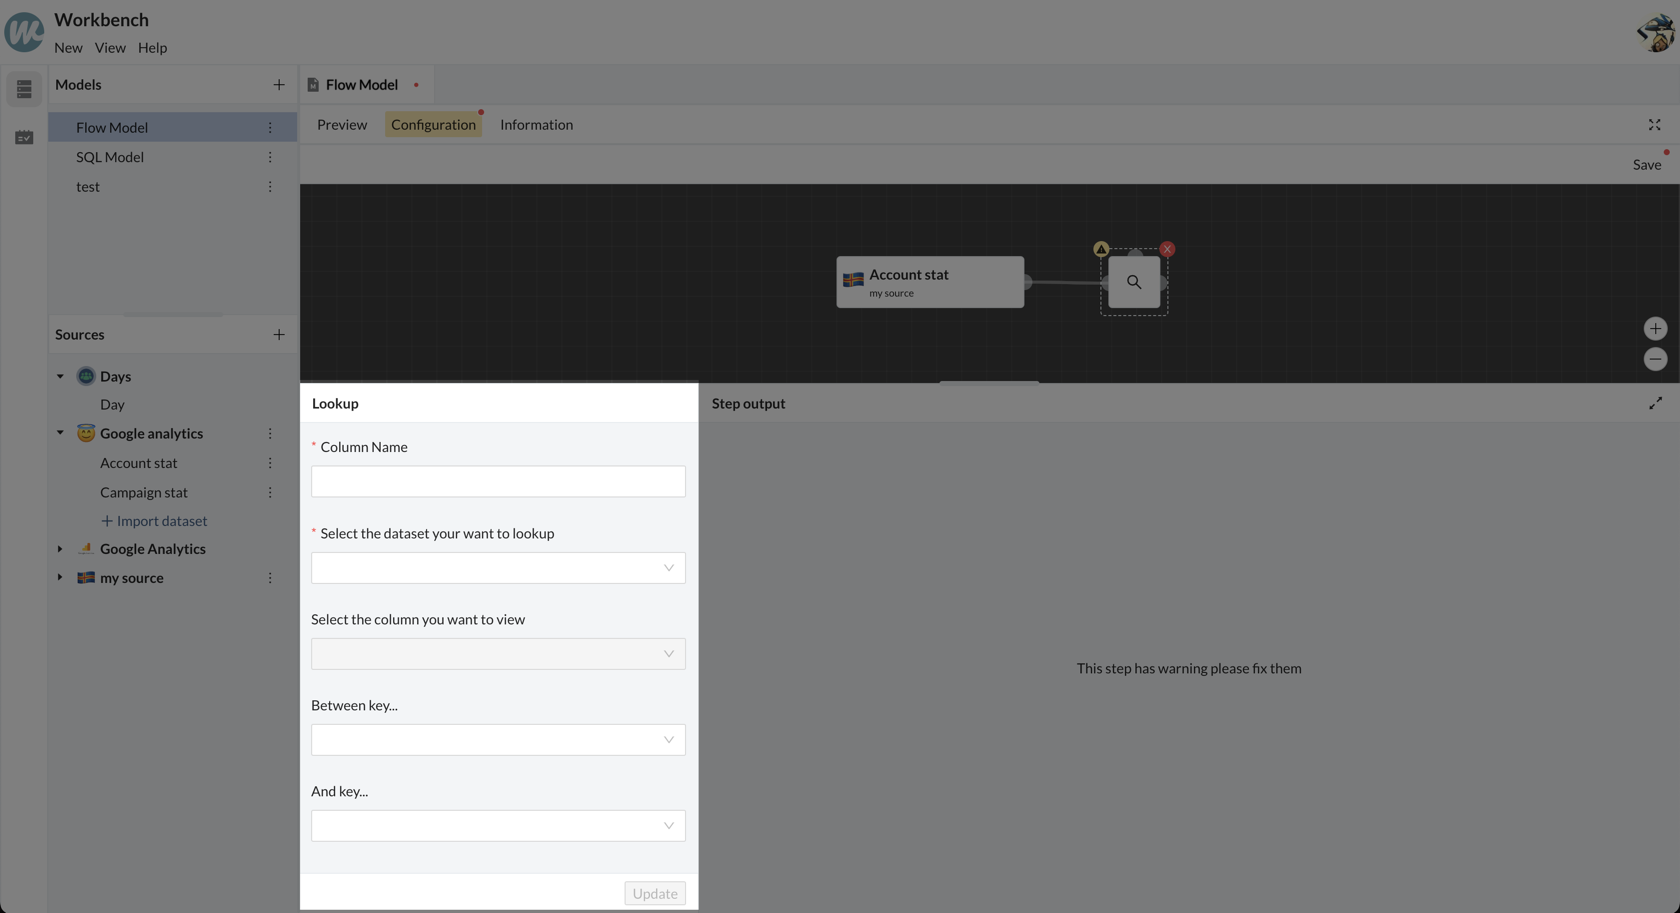 Workbench
New View Help
Models
Flow Model
SQL Model
test
Sources
Days
Day
Google analytics
Account stat
Campaign stat
Import dataset
Google Analytics
my source
Flow Model
Preview Configuration Information
Save
Account stat
my source
Lookup
* Column Name
* Select the dataset your want to lookup
Select the column you want to view
Between key...
And key...
Update
Step output
This step has warning please fix them